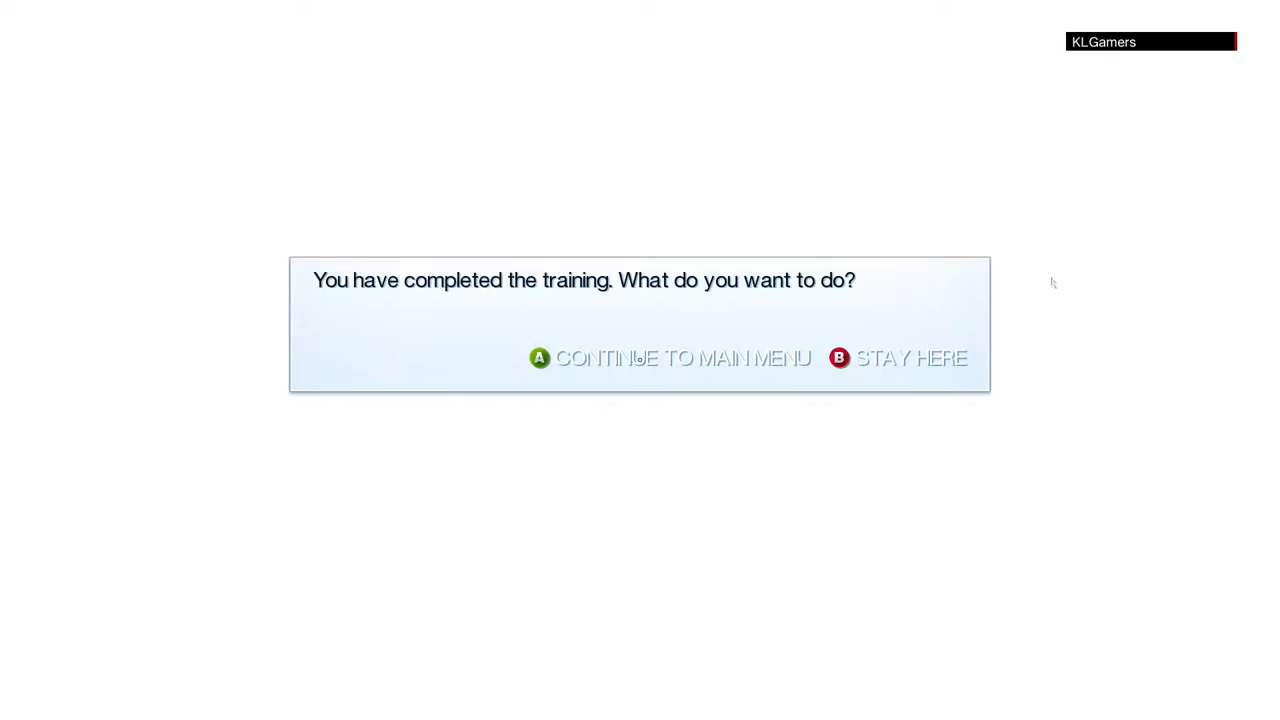 KLGamers
You have completed the training. What do you want to do?
A CONTINUE TO MAIN MENU B STAY HERE